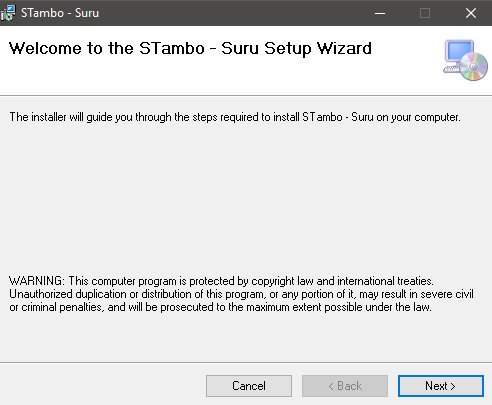 STambo - Suru
Welcome to the STambo - Suru Setup Wizard
The installer will guide you through the steps required to install STambo - Suru on your computer.
WARNING: This computer program is protected by copyright law and international treaties.
Unauthorized duplication or distribution of this program, or any portion of it, may result in severe civil
or criminal penalties, and will be prosecuted to the maximum extent possible under the law.
Cancel
< Back
Next >